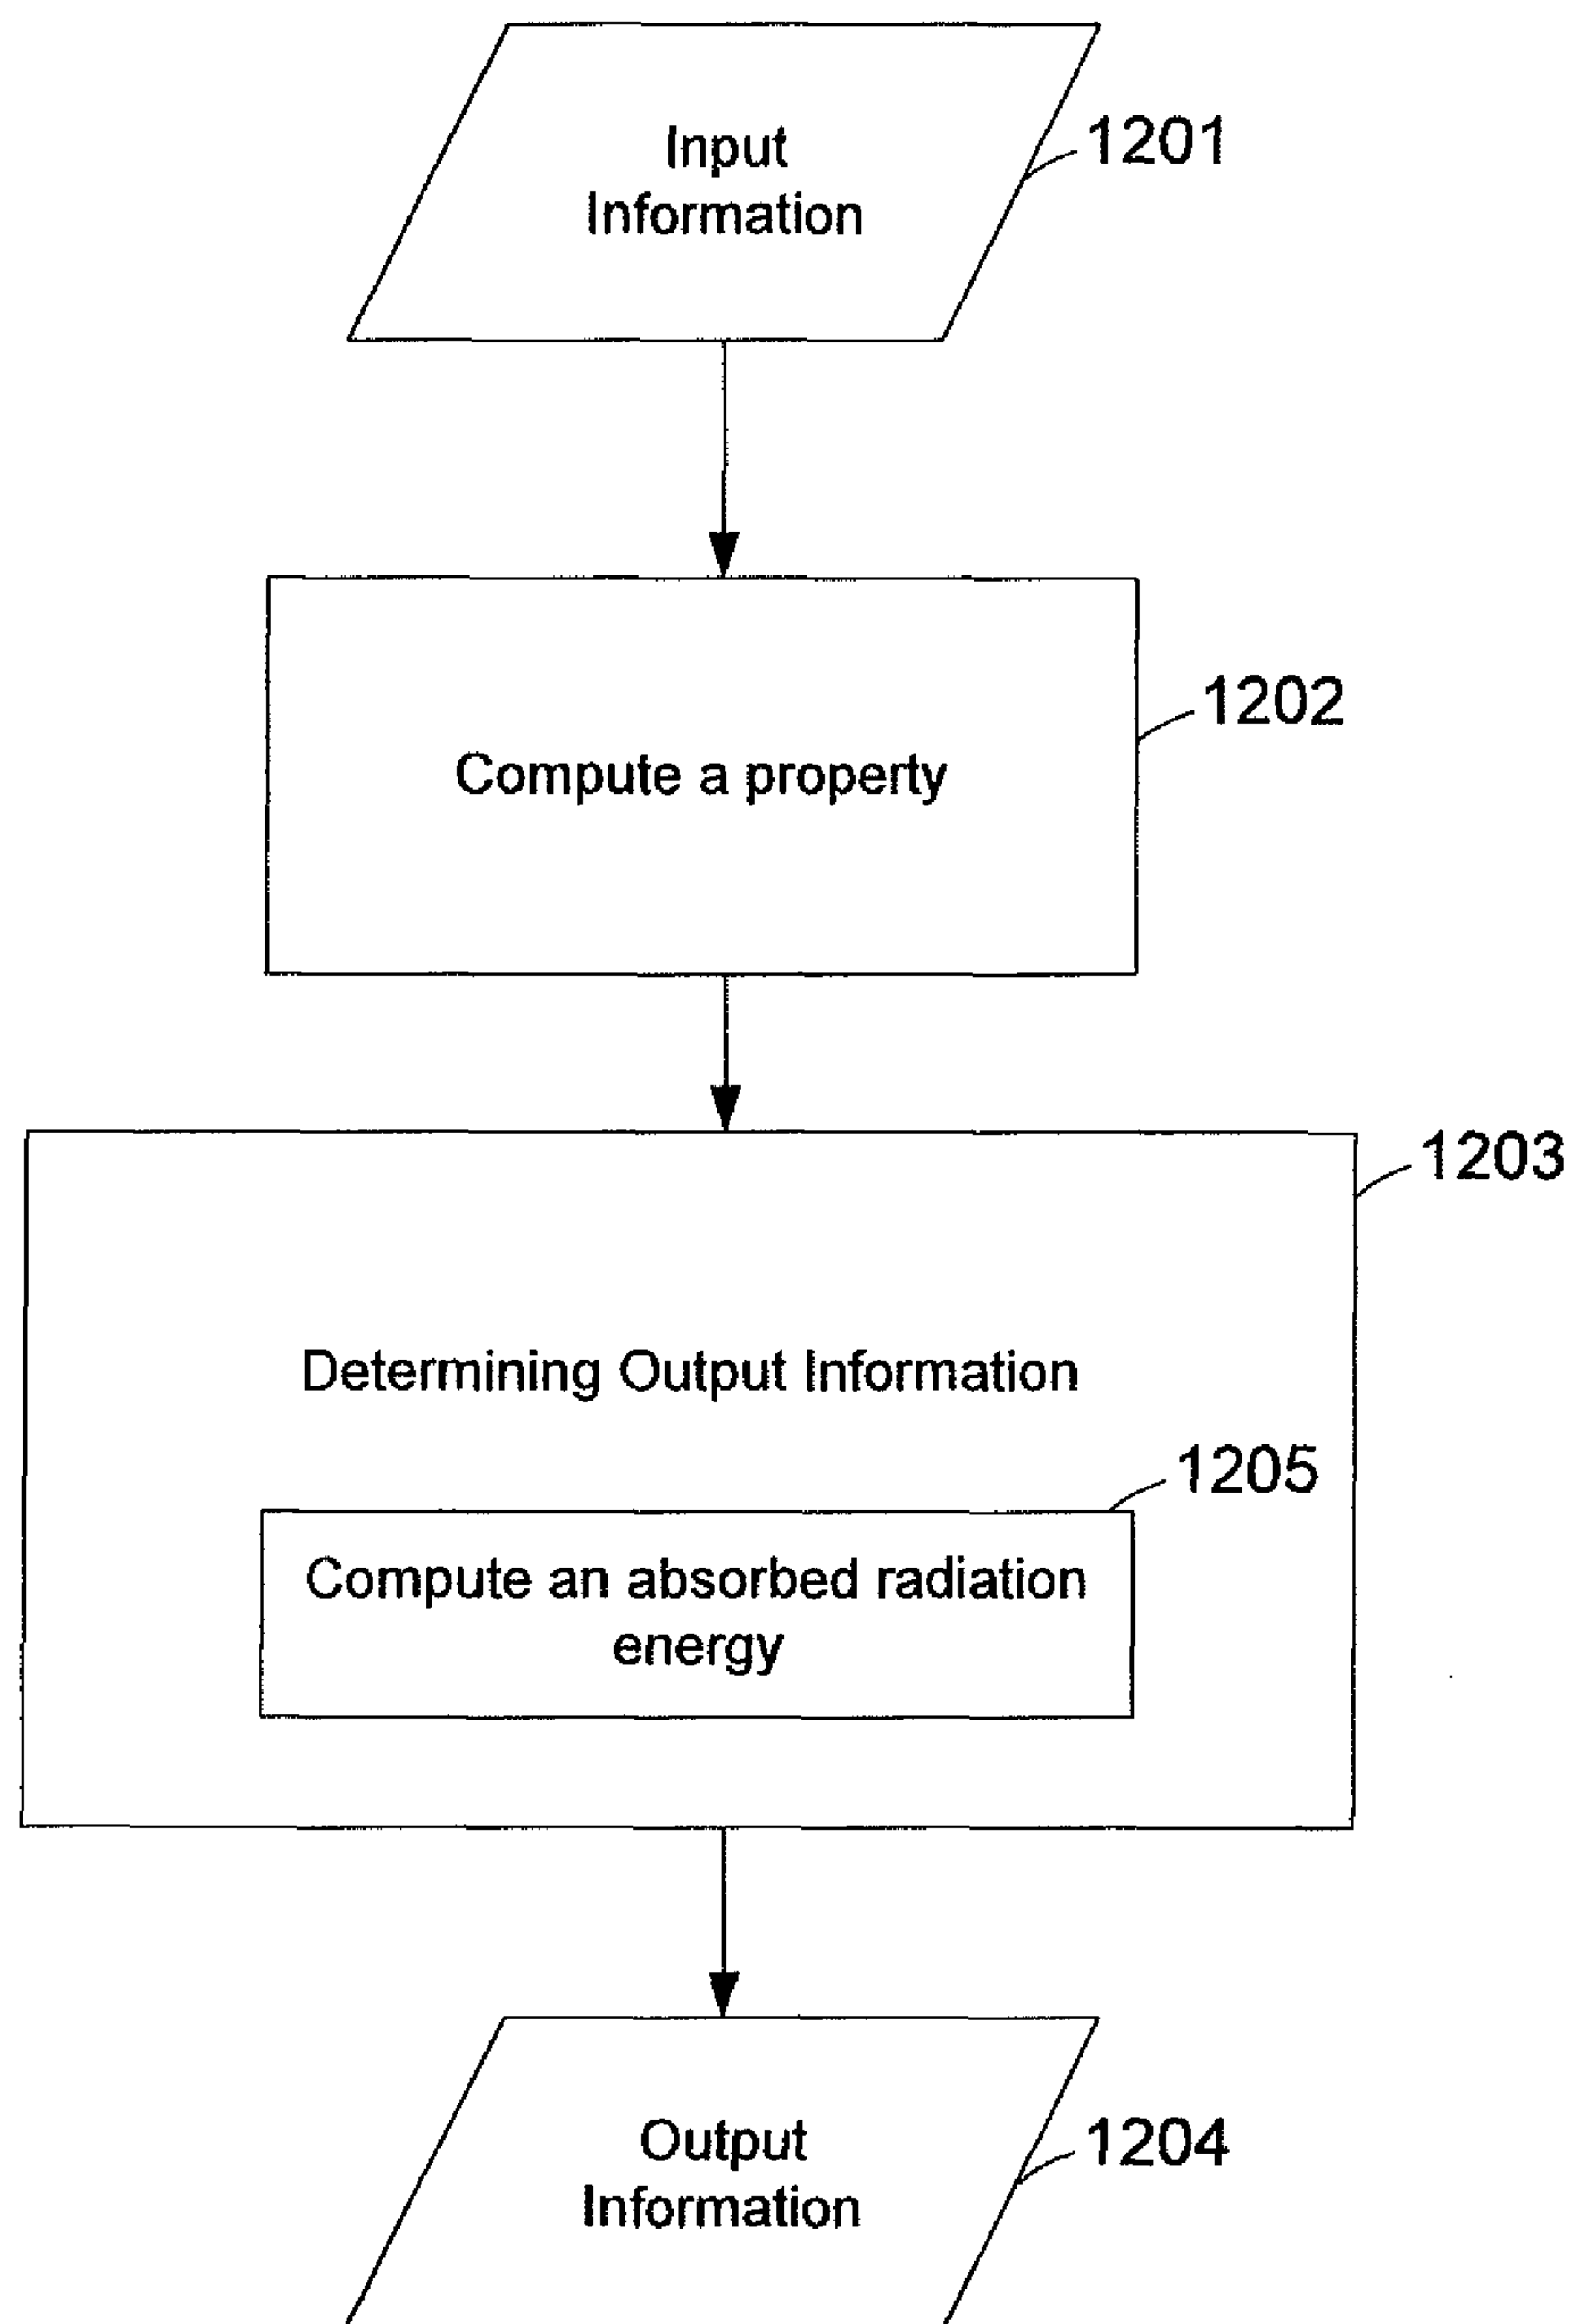 Input
Information
1201
Compute a property
1202
1203
Determining Output Information
1205
Compute an absorbed radiation
energy
Output
Information
1204